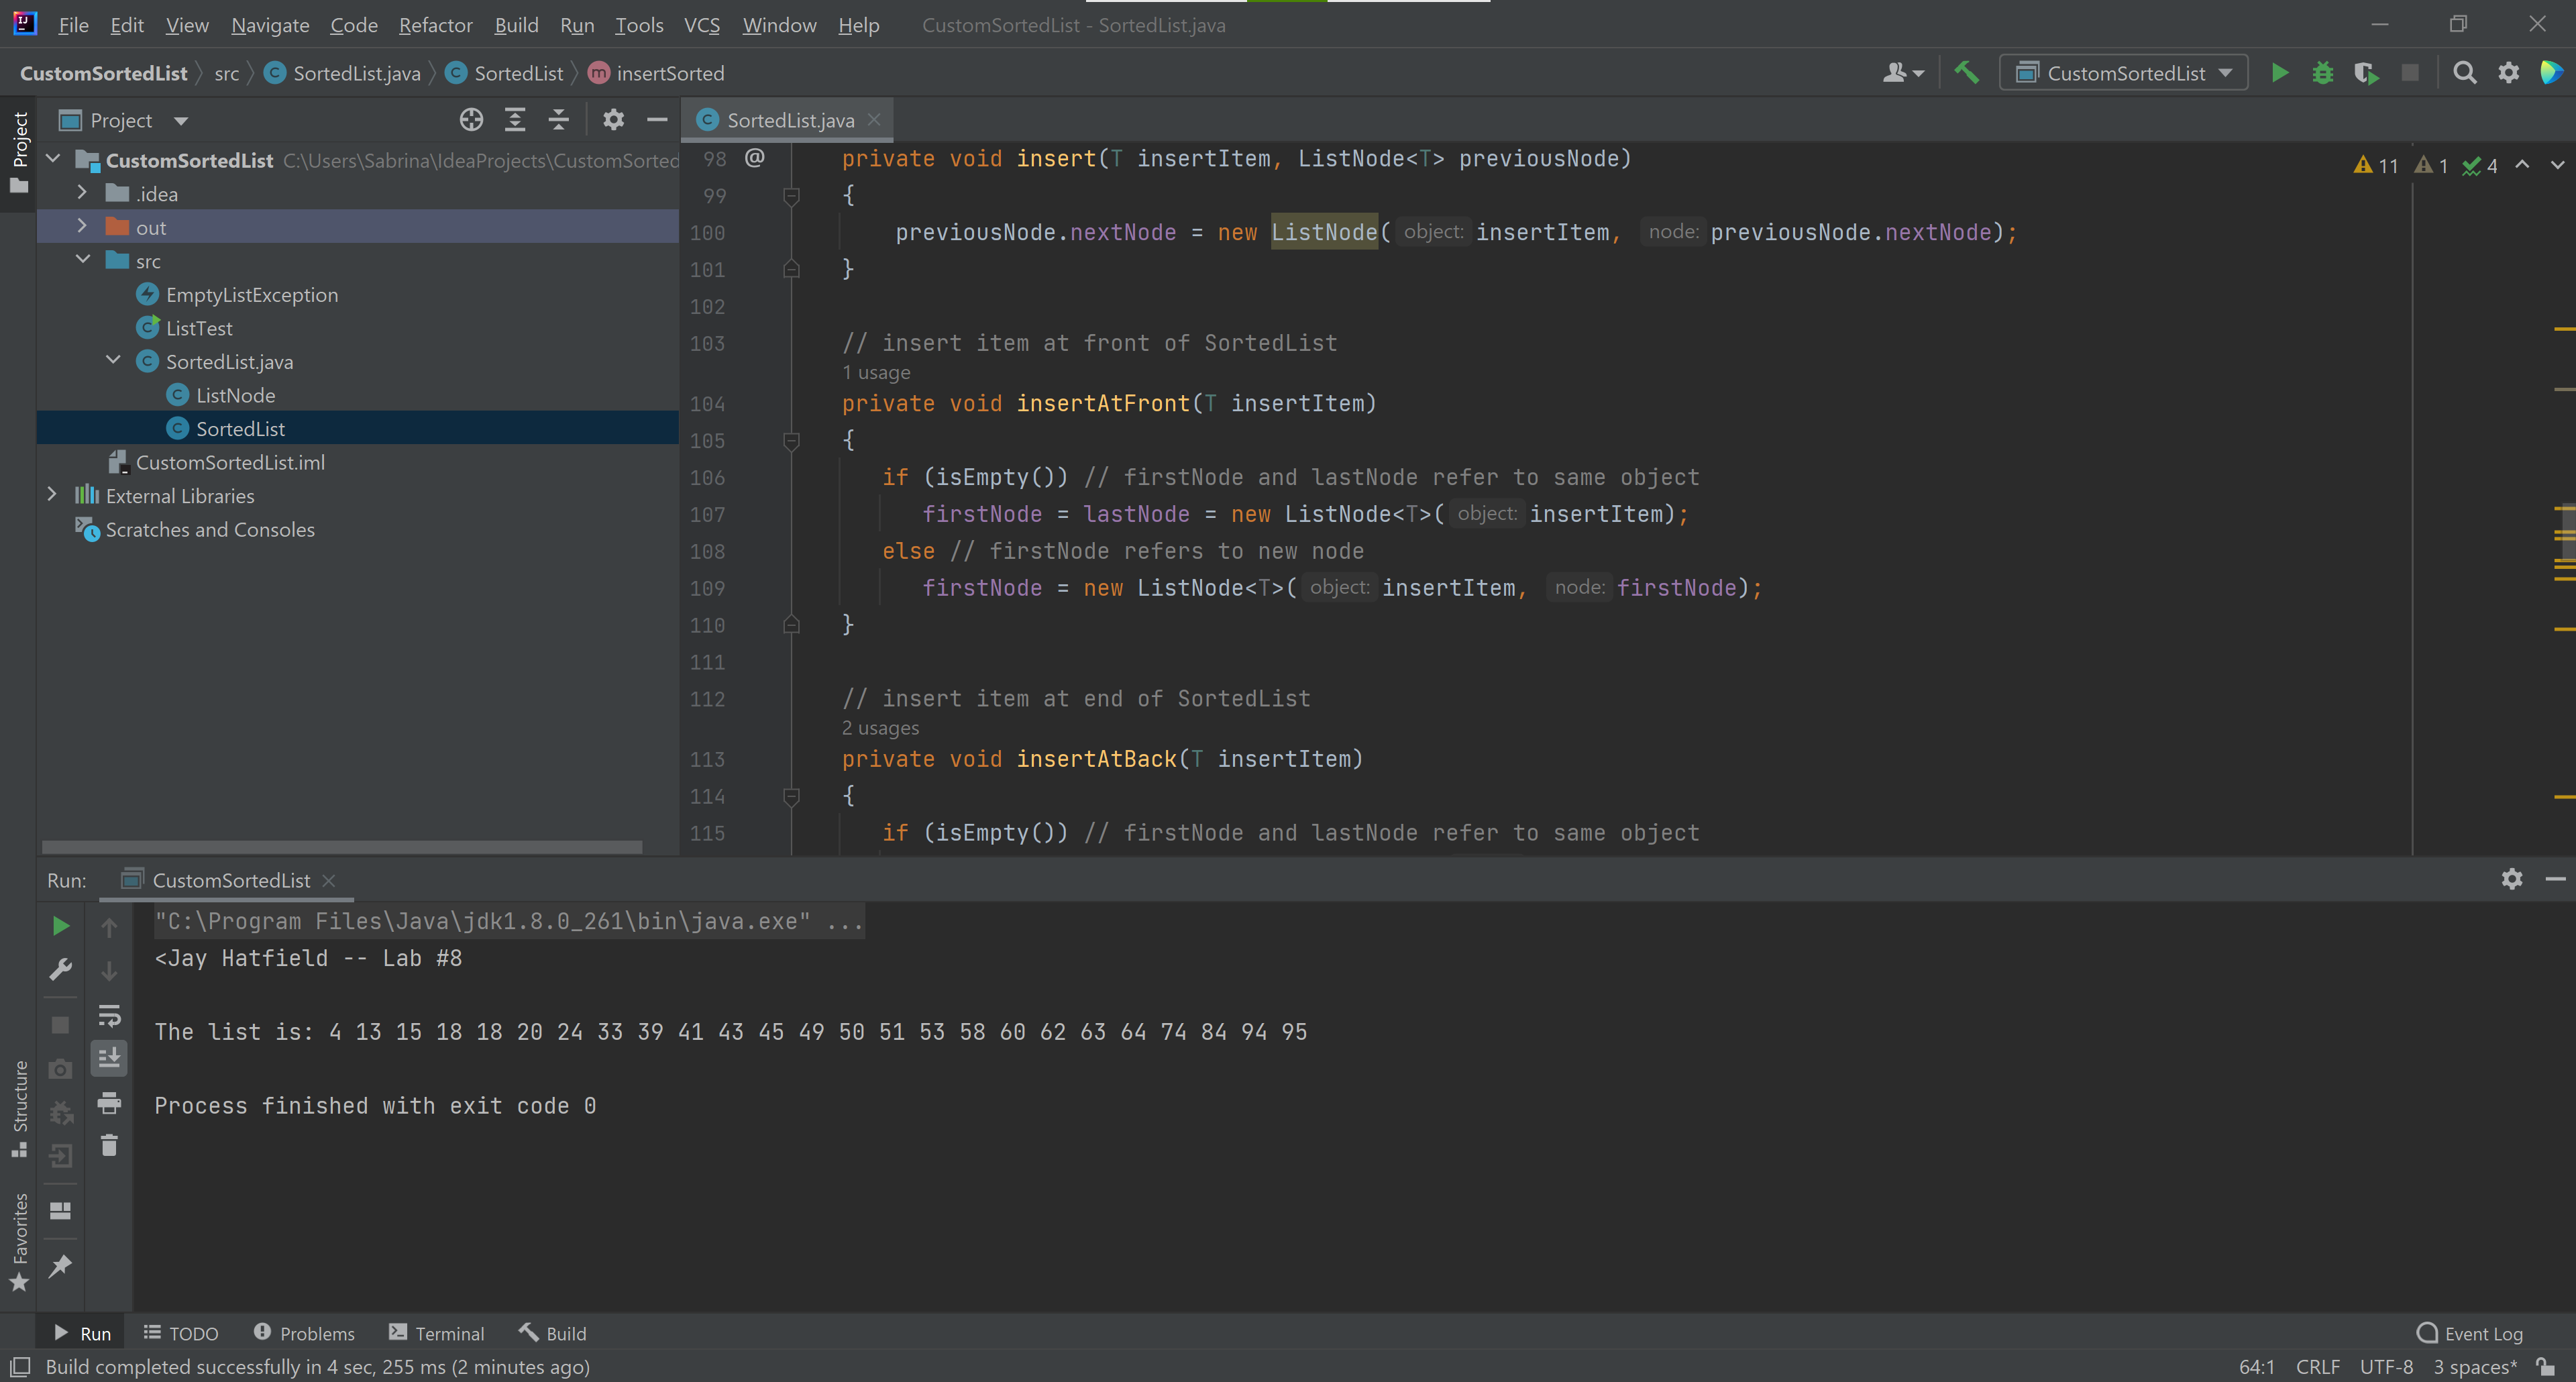 File Edit View Navigate Code Refactor Build Run Tools VCS Window Help CustomSortedList - SortedList.java
CustomSortedList src SortedList.java SortedList insertSorted CustomSortedList
Project
Project
SortedList.java
CustomSortedList C:\Users\Sabrina\IdeaProjects\CustomSorted
.idea
out
src
EmptyListException
ListTest
SortedList.java
ListNode
SortedList
CustomSortedList.iml
External Libraries
Scratches and Consoles
11 1 4
98 @ private void insert(T insertItem, ListNode<T> previousNode)
99 {
100 previousNode.nextNode = new ListNode( object: insertItem, node: previousNode.nextNode);
101 }
102
103 // insert item at front of SortedList
1 usage
104 private void insertAtFront(T insertItem)
105 {
106 if (isEmpty()) // firstNode and lastNode refer to same object
107 firstNode = lastNode = new ListNode<T>( object: insertItem);
108 else // firstNode refers to new node
109 firstNode = new ListNode<T>( object: insertItem, node: firstNode);
110 }
111
112 // insert item at end of SortedList
2 usages
113 private void insertAtBack(T insertItem)
114 {
115 if (isEmpty()) // firstNode and lastNode refer to same object
Run: CustomSortedList
"C:\Program Files\Java\jdk1.8.0_261\bin\java.exe" ...
<Jay Hatfield -- Lab #8
The list is: 4 13 15 18 18 20 24 33 39 41 43 45 49 50 51 53 58 60 62 63 64 74 84 94 95
Process finished with exit code 0
Structure
Favorites
Run TODO Problems Terminal Build Event Log
Build completed successfully in 4 sec, 255 ms (2 minutes ago) 64:1 CRLF UTF-8 3 spaces*